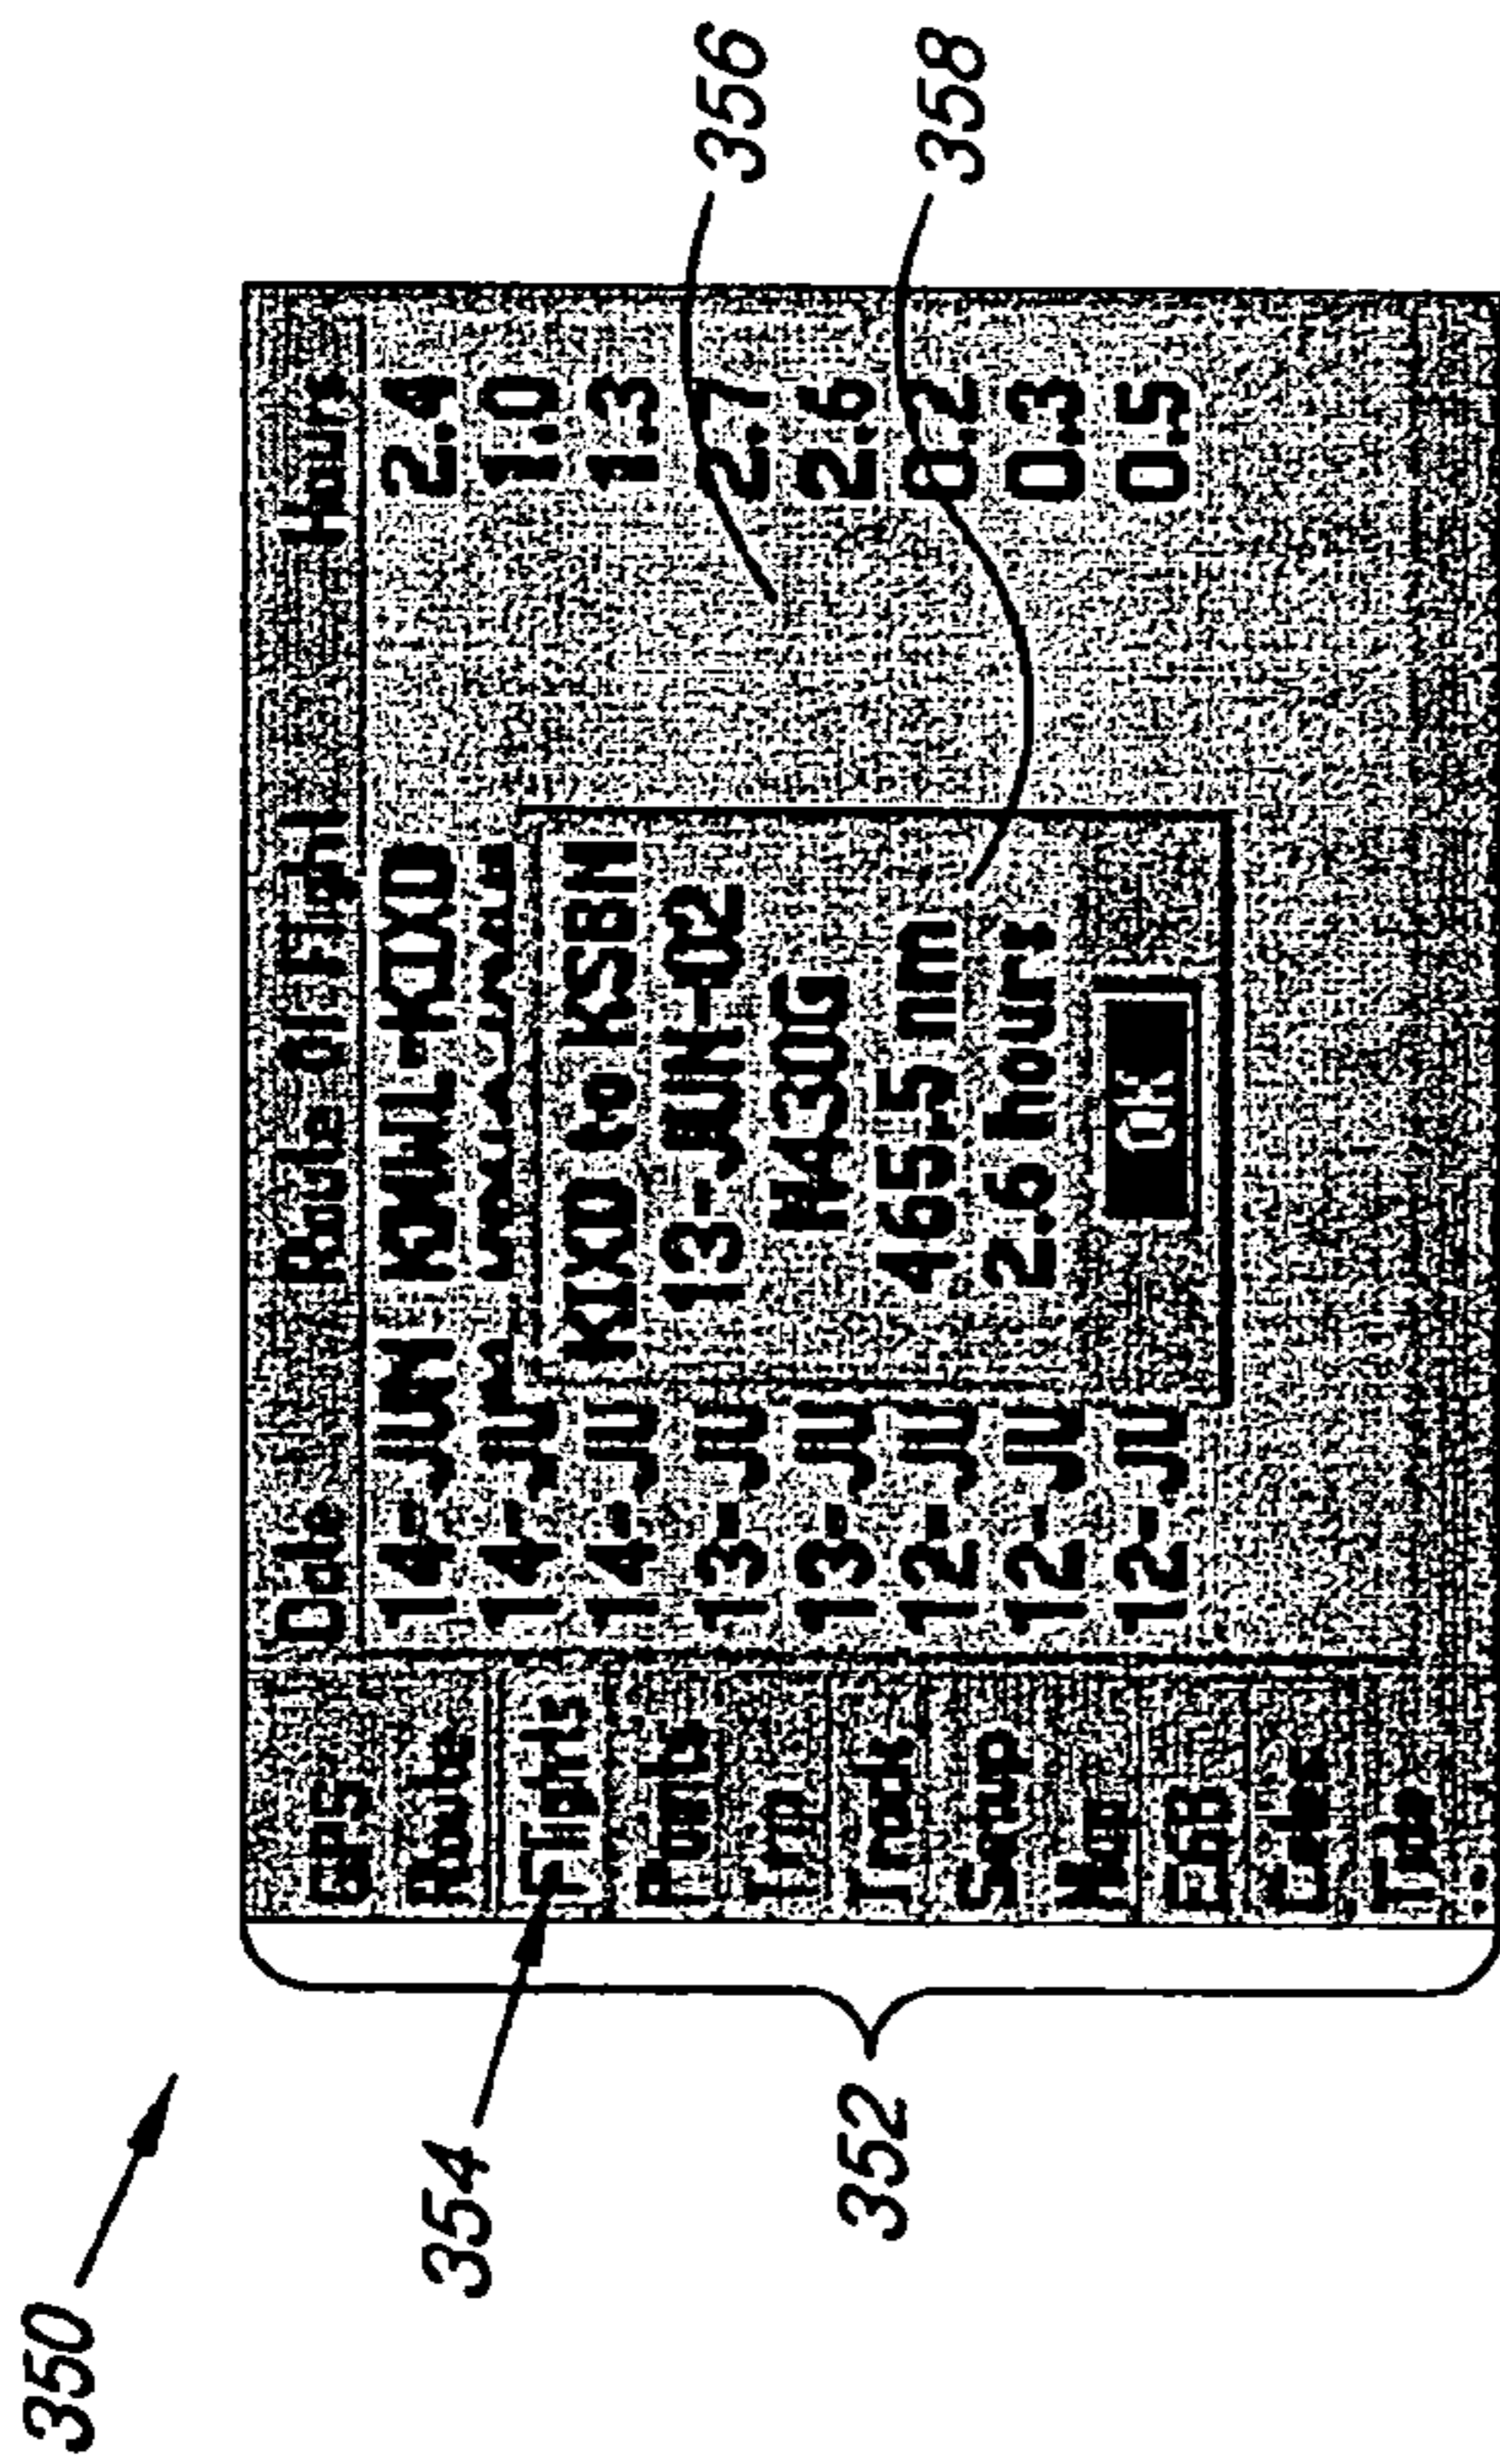 350
354
352
356
358
GPS
Route
Flights
Points
Track
Setup
Map
E6B
Date Route Of Flight Hours
14-JUN KMWL-KIXD 2.4
14-JU 1.0
14-JU 1.3
13-JU 2.7
13-JU 2.6
12-JU 0.2
12-JU 0.3
12-JU 0.5
KIXD to KSBN
13-JUN-02
N430G
465.5 nm
2.6 hours
OK